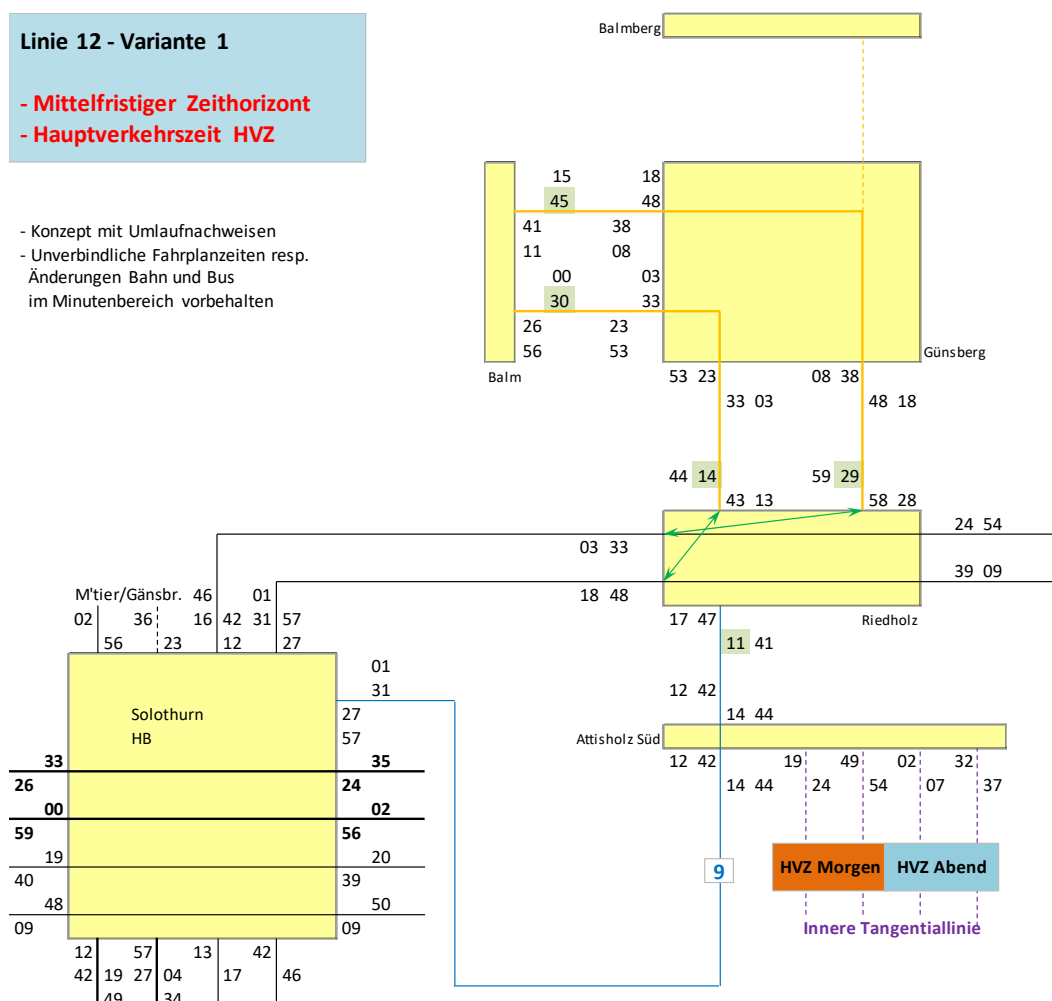 Linie 12 - Variante 1
- Mittelfristiger Zeithorizont
- Hauptverkehrszeit HVZ
- Konzept mit Umlaufnachweisen
- Unverbindliche Fahrplanzeiten resp.
Änderungen Bahn und Bus
im Minutenbereich vorbehalten
Balmberg
15 18
45 48
41 38
11 08
00 03
30 33
26 23
56 53
Balm
Günsberg
53 23 08 38
33 03 48 18
44 14 59 29
43 13 58 28
24 54
03 33
39 09
18 48
Riedholz
17 47
11 41
12 42
14 44
Attisholz Süd
12 42 19 49 02 32
14 44 24 54 07 37
HVZ Morgen HVZ Abend
Innere Tangentiallinie
9
M'tier/Gänsbr. 46 01
02 36 16 42 31 57
56 23 12 27
01
31
27
57
Solothurn
HB
33 35
26 24
00 02
59 56
19 20
40 39
48 50
09 09
12 57 13 42
42 19 27 04 17 46
49 34